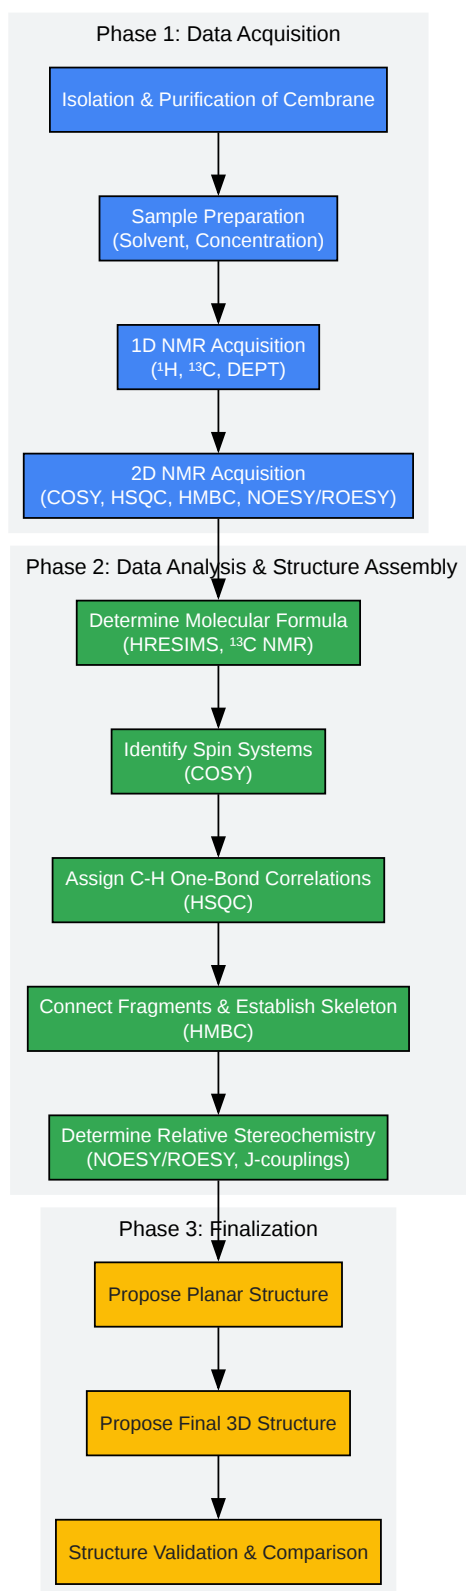 Phase 1: Data Acquisition
Isolation & Purification of Cembrane
Sample Preparation
(Solvent, Concentration)
1D NMR Acquisition
(¹H, ¹³C, DEPT)
2D NMR Acquisition
(COSY, HSQC, HMBC, NOESY/ROESY)
Phase 2: Data Analysis & Structure Assembly
Determine Molecular Formula
(HRESIMS, ¹³C NMR)
Identify Spin Systems
(COSY)
Assign C-H One-Bond Correlations
(HSQC)
Connect Fragments & Establish Skeleton
(HMBC)
Determine Relative Stereochemistry
(NOESY/ROESY, J-couplings)
Phase 3: Finalization
Propose Planar Structure
Propose Final 3D Structure
Structure Validation & Comparison